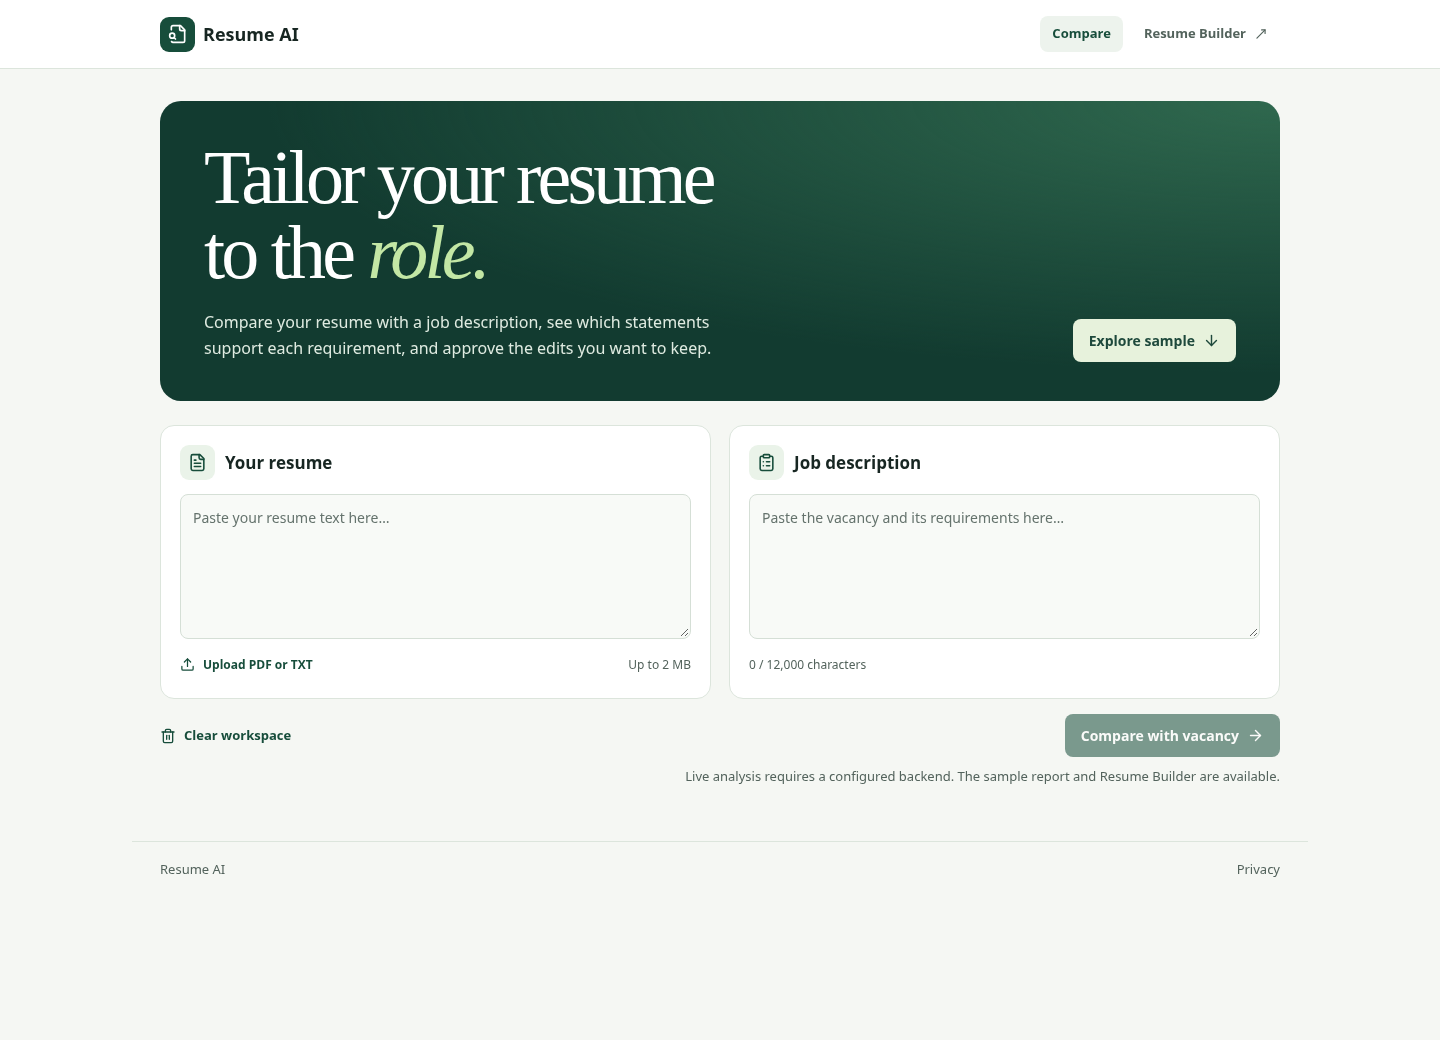 Resume AI
Compare
Resume Builder ↗
Tailor your resume
to the role.
Compare your resume with a job description, see which statements
support each requirement, and approve the edits you want to keep.
Explore sample ↓
Your resume
Paste your resume text here...
Upload PDF or TXT
Up to 2 MB
Job description
Paste the vacancy and its requirements here...
0 / 12,000 characters
Clear workspace
Compare with vacancy →
Live analysis requires a configured backend. The sample report and Resume Builder are available.
Resume AI
Privacy